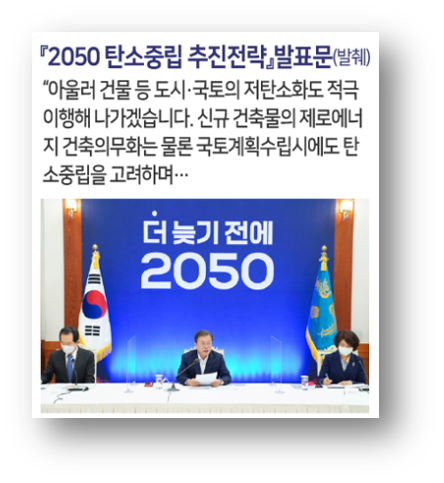 『2050 탄소중립 추진전략』발표문(발췌)
“아울러 건물 등 도시·국토의 저탄소화도 적극
이행해 나가겠습니다. 신규 건축물의 제로에너
지 건축의무화는 물론 국토계획수립시에도 탄
소중립을 고려하며…
더 늦기 전에
2050